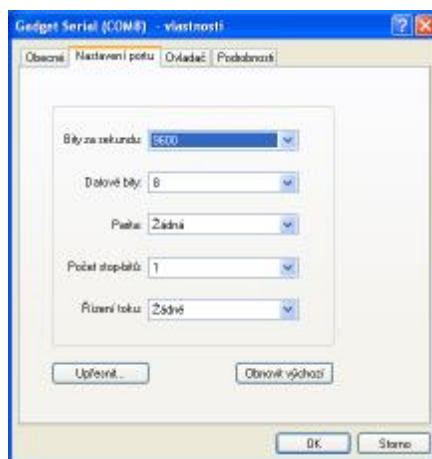 Gadget Serial (COM8) - vlastnosti
Obecné Nastavení portu Ovladač Podrobnosti
Bity za sekundu: 9600
Datové bity: 8
Parita: Žádná
Počet stop-bitů: 1
Řízení toku: Žádné
Upřesnit... Obnovit výchozí
OK Storno